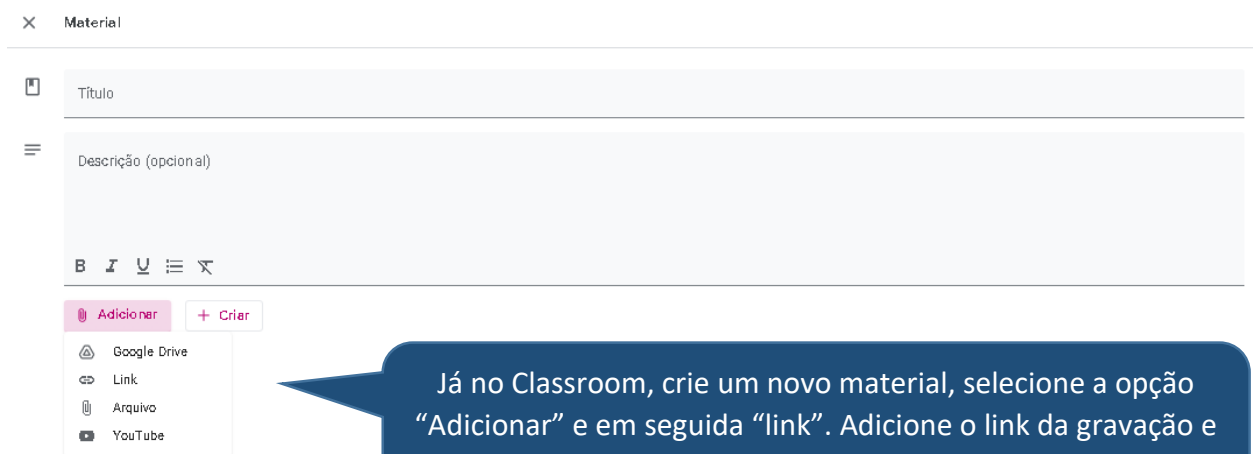 Material
Título
Descrição (opcional)
B I U
Adicionar + Criar
Google Drive
Link
Arquivo
YouTube
Já no Classroom, crie um novo material, selecione a opção
“Adicionar” e em seguida “link”. Adicione o link da gravação e